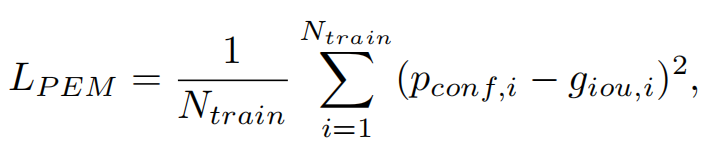 L_{PEM} = \frac{1}{N_{train}} \sum_{i=1}^{N_{train}} (p_{conf,i} - g_{iou,i})^2,